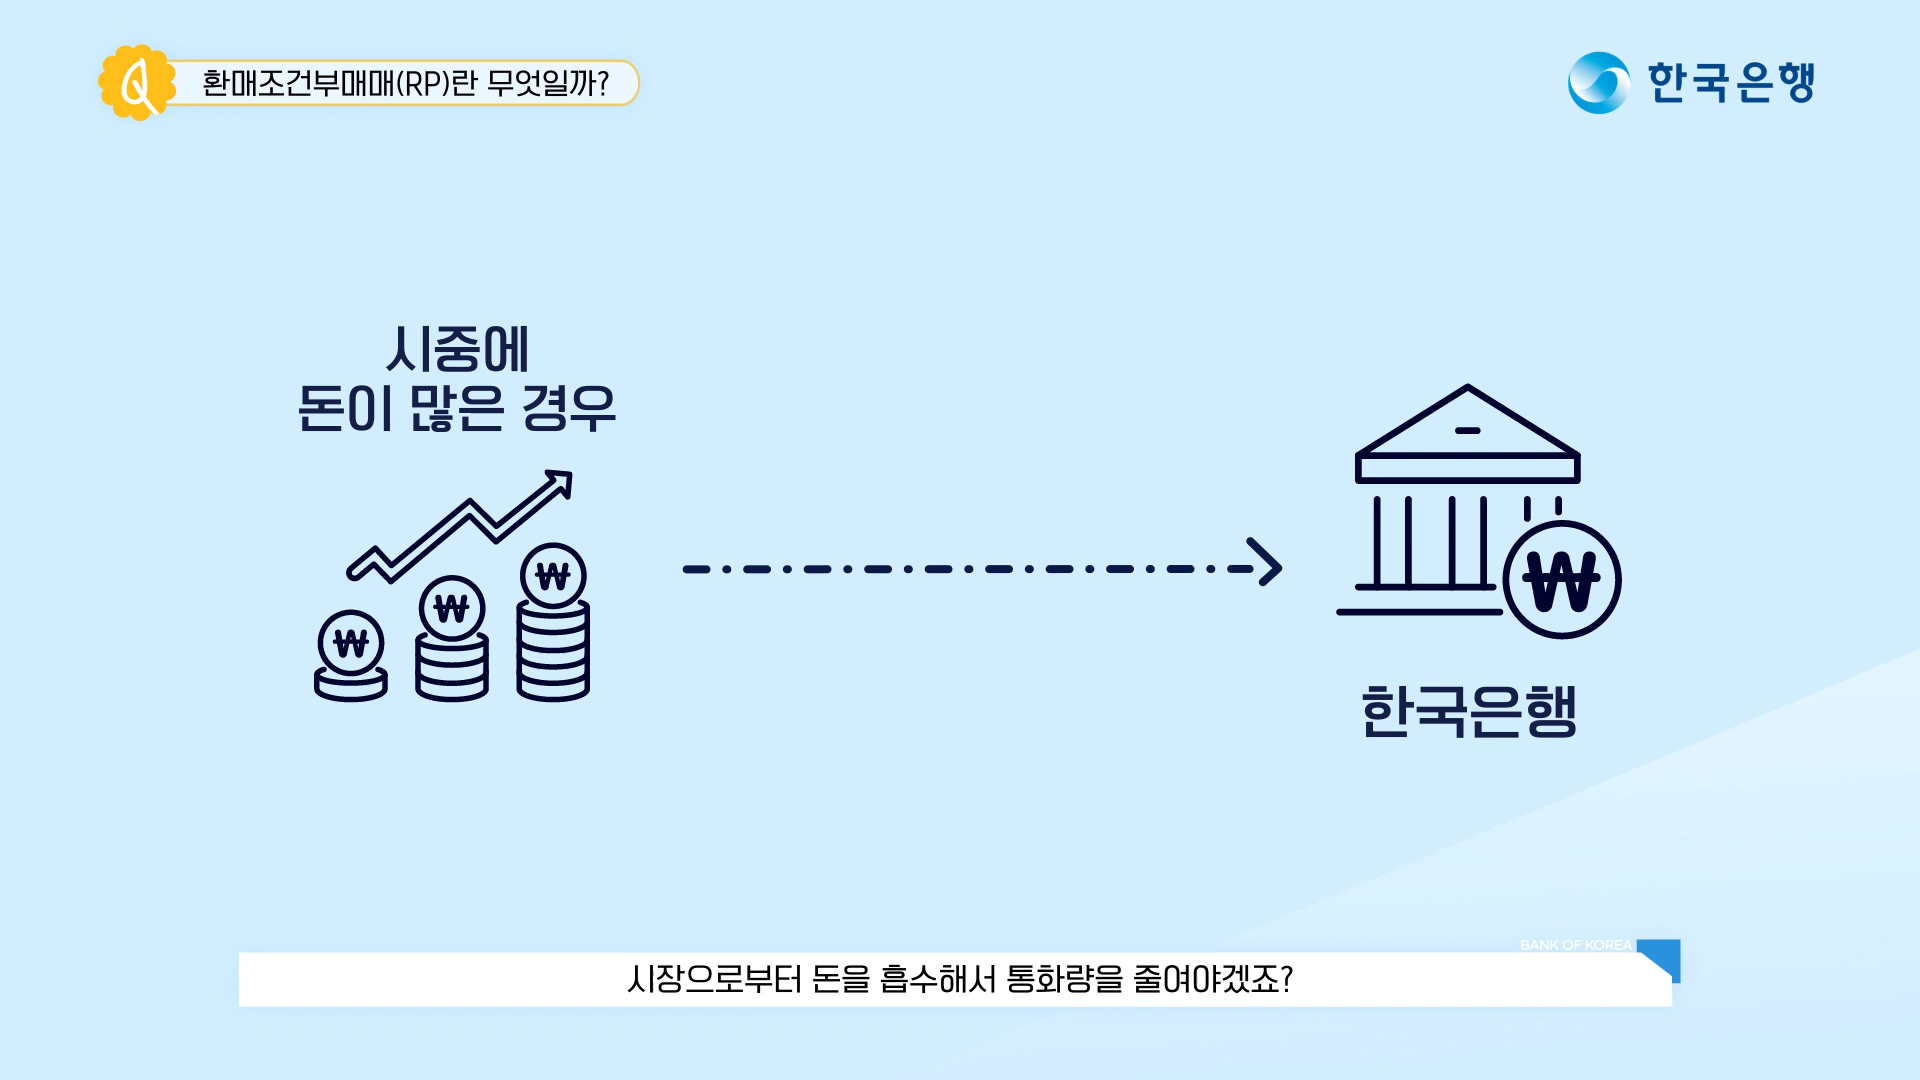 Q 환매조건부매매(RP)란 무엇일까?
한국은행
시중에
돈이 많은 경우
₩
₩
₩
₩
한국은행
BANK OF KOREA
시장으로부터 돈을 흡수해서 통화량을 줄여야겠죠?